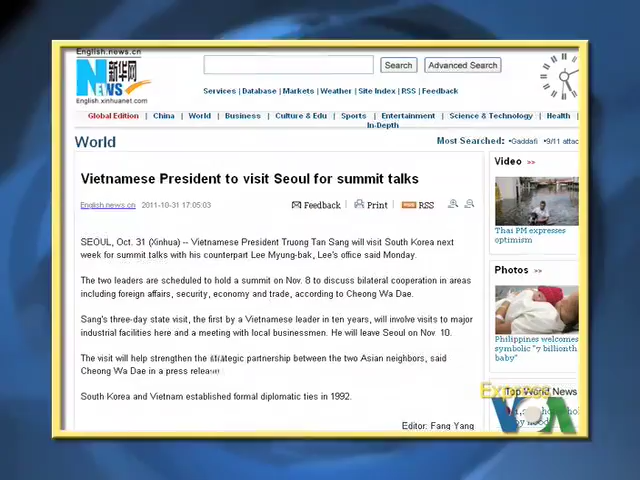 English.news.cn
新华网
NEWS
English.xinhuanet.com
Search
Advanced Search
Services | Database | Markets | Weather | Site Index | RSS | Feedback
Global Edition | China | World | Business | Culture & Edu | Sports | Entertainment | Science & Technology | Health |
In-Depth
World
Most Searched: •Gaddafi •9/11 attac
Vietnamese President to visit Seoul for summit talks
English.news.cn 2011-10-31 17:05:03
Feedback | Print | RSS
SEOUL, Oct. 31 (Xinhua) -- Vietnamese President Truong Tan Sang will visit South Korea next
week for summit talks with his counterpart Lee Myung-bak, Lee's office said Monday.
The two leaders are scheduled to hold a summit on Nov. 8 to discuss bilateral cooperation in areas
including foreign affairs, security, economy and trade, according to Cheong Wa Dae.
Sang's three-day state visit, the first by a Vietnamese leader in ten years, will involve visits to major
industrial facilities here and a meeting with local businessmen. He will leave Seoul on Nov. 10.
The visit will help strengthen the strategic partnership between the two Asian neighbors, said
Cheong Wa Dae in a press release.
South Korea and Vietnam established formal diplomatic ties in 1992.
Editor: Fang Yang
Video >>
Thai PM expresses
optimism
Photos >>
Philippines welcomes
symbolic "7 billionth
baby"
Top World News
Express
VOA